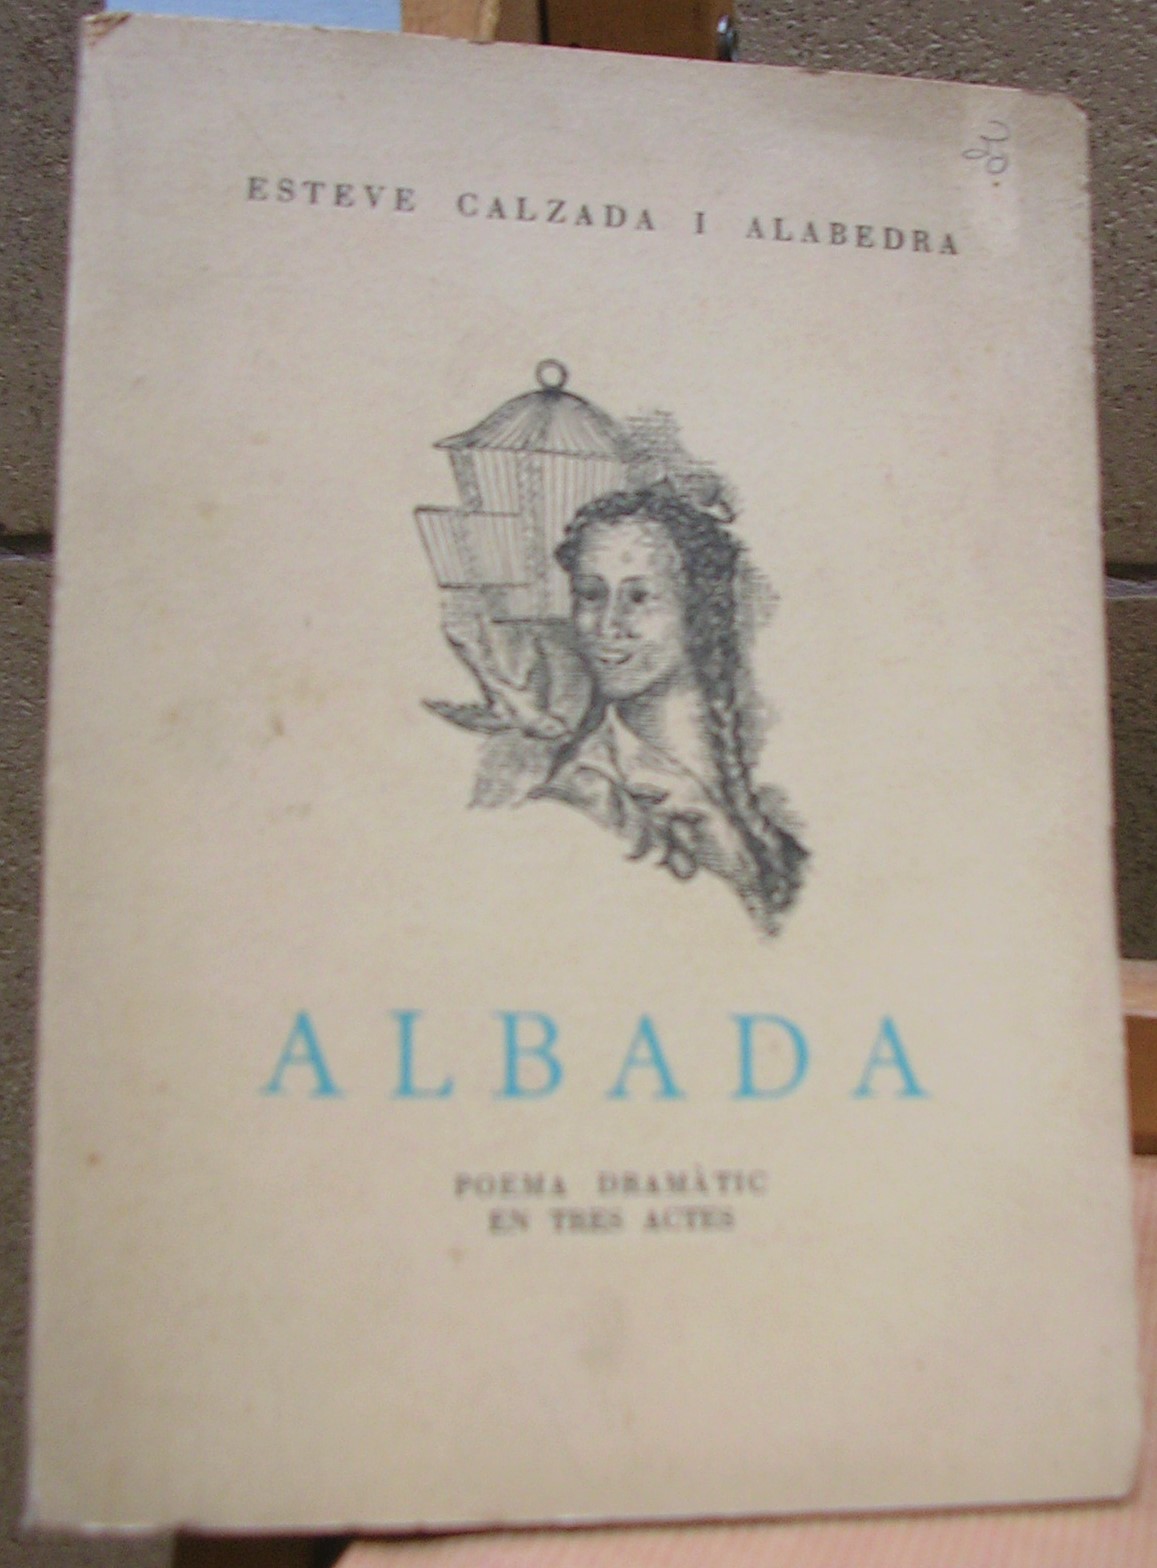 ESTEVE CALZADA I ALABEDRA
ALBADA
POEMA DRAMÀTIC
EN TRES ACTES